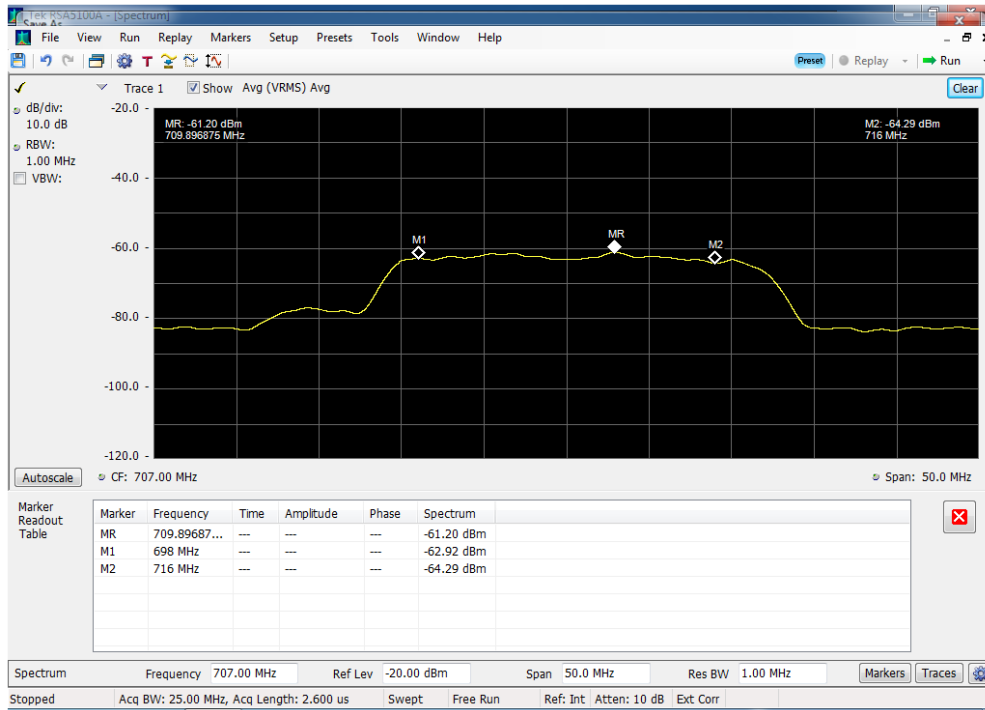 Tek RSA5100A - [Spectrum]
Save As
File View Run Replay Markers Setup Presets Tools Window Help
T Preset Replay Run
Trace 1 Show Avg (VRMS) Avg Clear
dB/div:
10.0 dB
RBW:
1.00 MHz
VBW:
-20.0 -
-40.0 -
-60.0 -
-80.0 -
-100.0 -
-120.0 -
MR: -61.20 dBm
709.896875 MHz
M2: -64.29 dBm
716 MHz
M1
MR
M2
Autoscale CF: 707.00 MHz Span: 50.0 MHz
Marker
Readout
Table
Marker Frequency Time Amplitude Phase Spectrum
MR 709.89687... --- --- --- -61.20 dBm
M1 698 MHz --- --- --- -62.92 dBm
M2 716 MHz --- --- --- -64.29 dBm
Spectrum Frequency 707.00 MHz Ref Lev -20.00 dBm Span 50.0 MHz Res BW 1.00 MHz Markers Traces
Stopped Acq BW: 25.00 MHz, Acq Length: 2.600 us Swept Free Run Ref: Int Atten: 10 dB Ext Corr